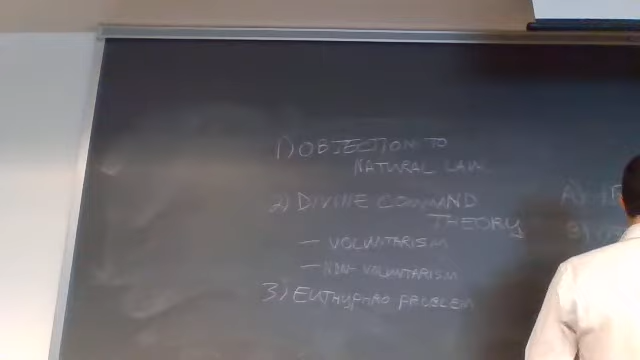 1) OBJECTION TO
NATURAL LAW
2) DIVINE COMMAND
THEORY
– VOLUNTARISM
– NON-VOLUNTARISM
3) EUTHYPHRO PROBLEM
A)
B)